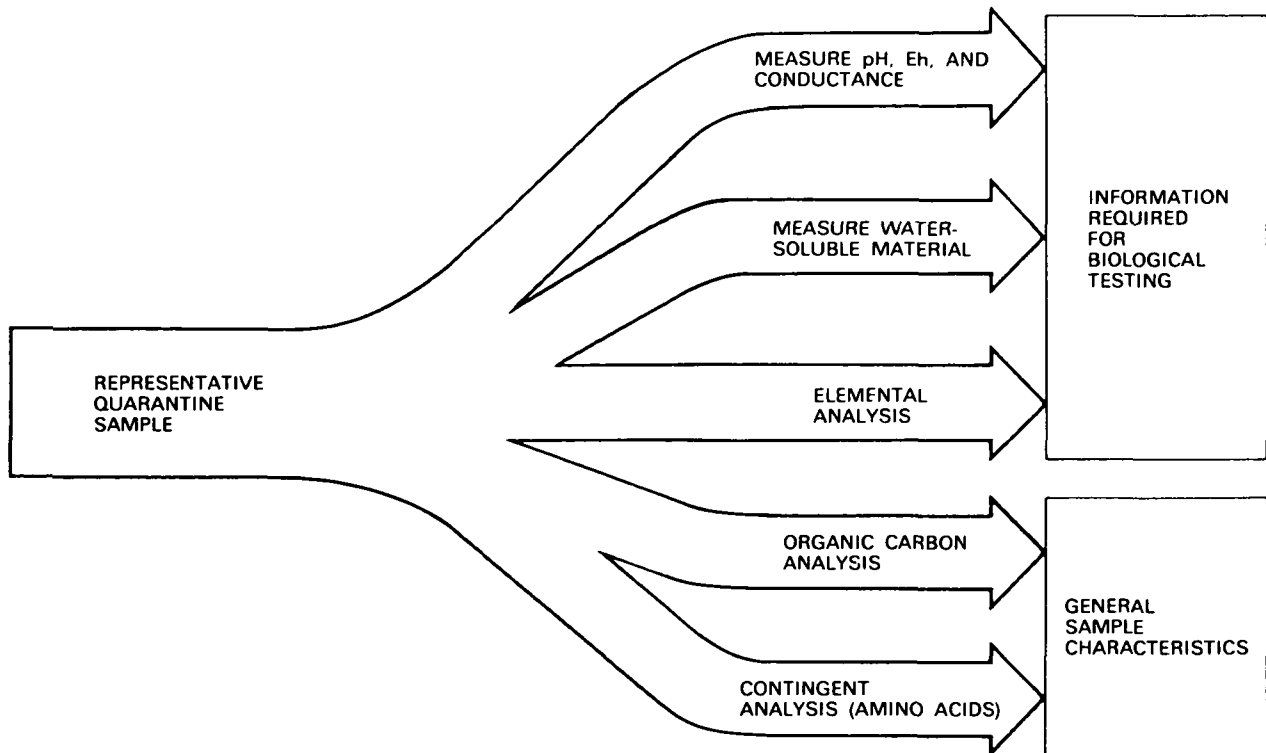 MEASURE pH, Eh, AND
CONDUCTANCE
MEASURE WATER-
SOLUBLE MATERIAL
INFORMATION
REQUIRED
FOR
BIOLOGICAL
TESTING
REPRESENTATIVE
QUARANTINE
SAMPLE
ELEMENTAL
ANALYSIS
ORGANIC CARBON
ANALYSIS
GENERAL
SAMPLE
CHARACTERISTICS
CONTINGENT
ANALYSIS (AMINO ACIDS)